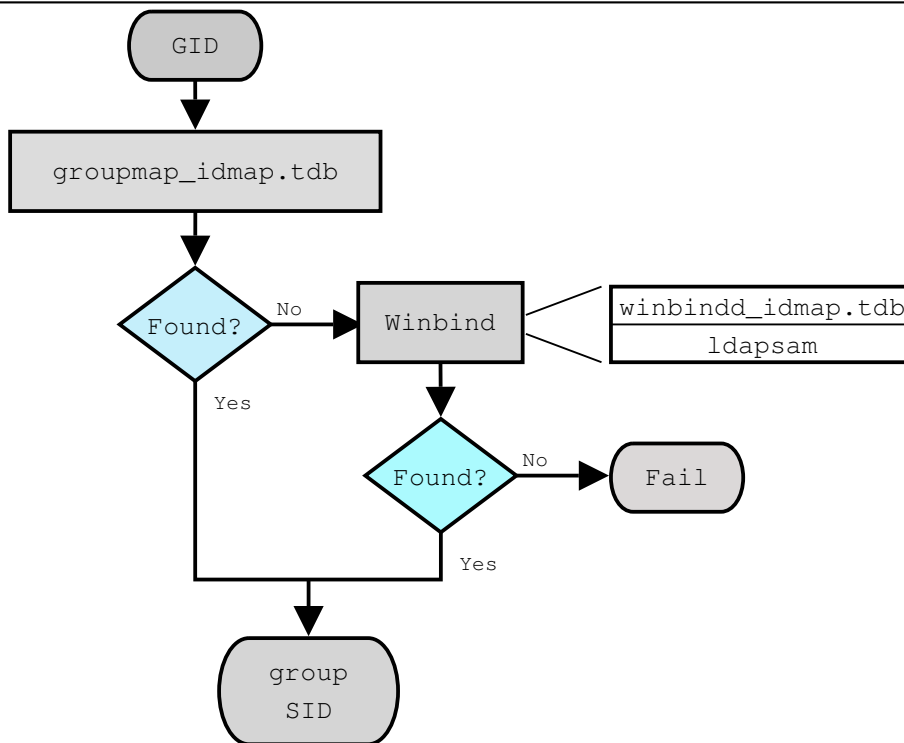 GID
groupmap_idmap.tdb
Found?
No
Winbind
winbindd_idmap.tdb
ldapsam
Yes
Found?
No
Fail
Yes
group
SID